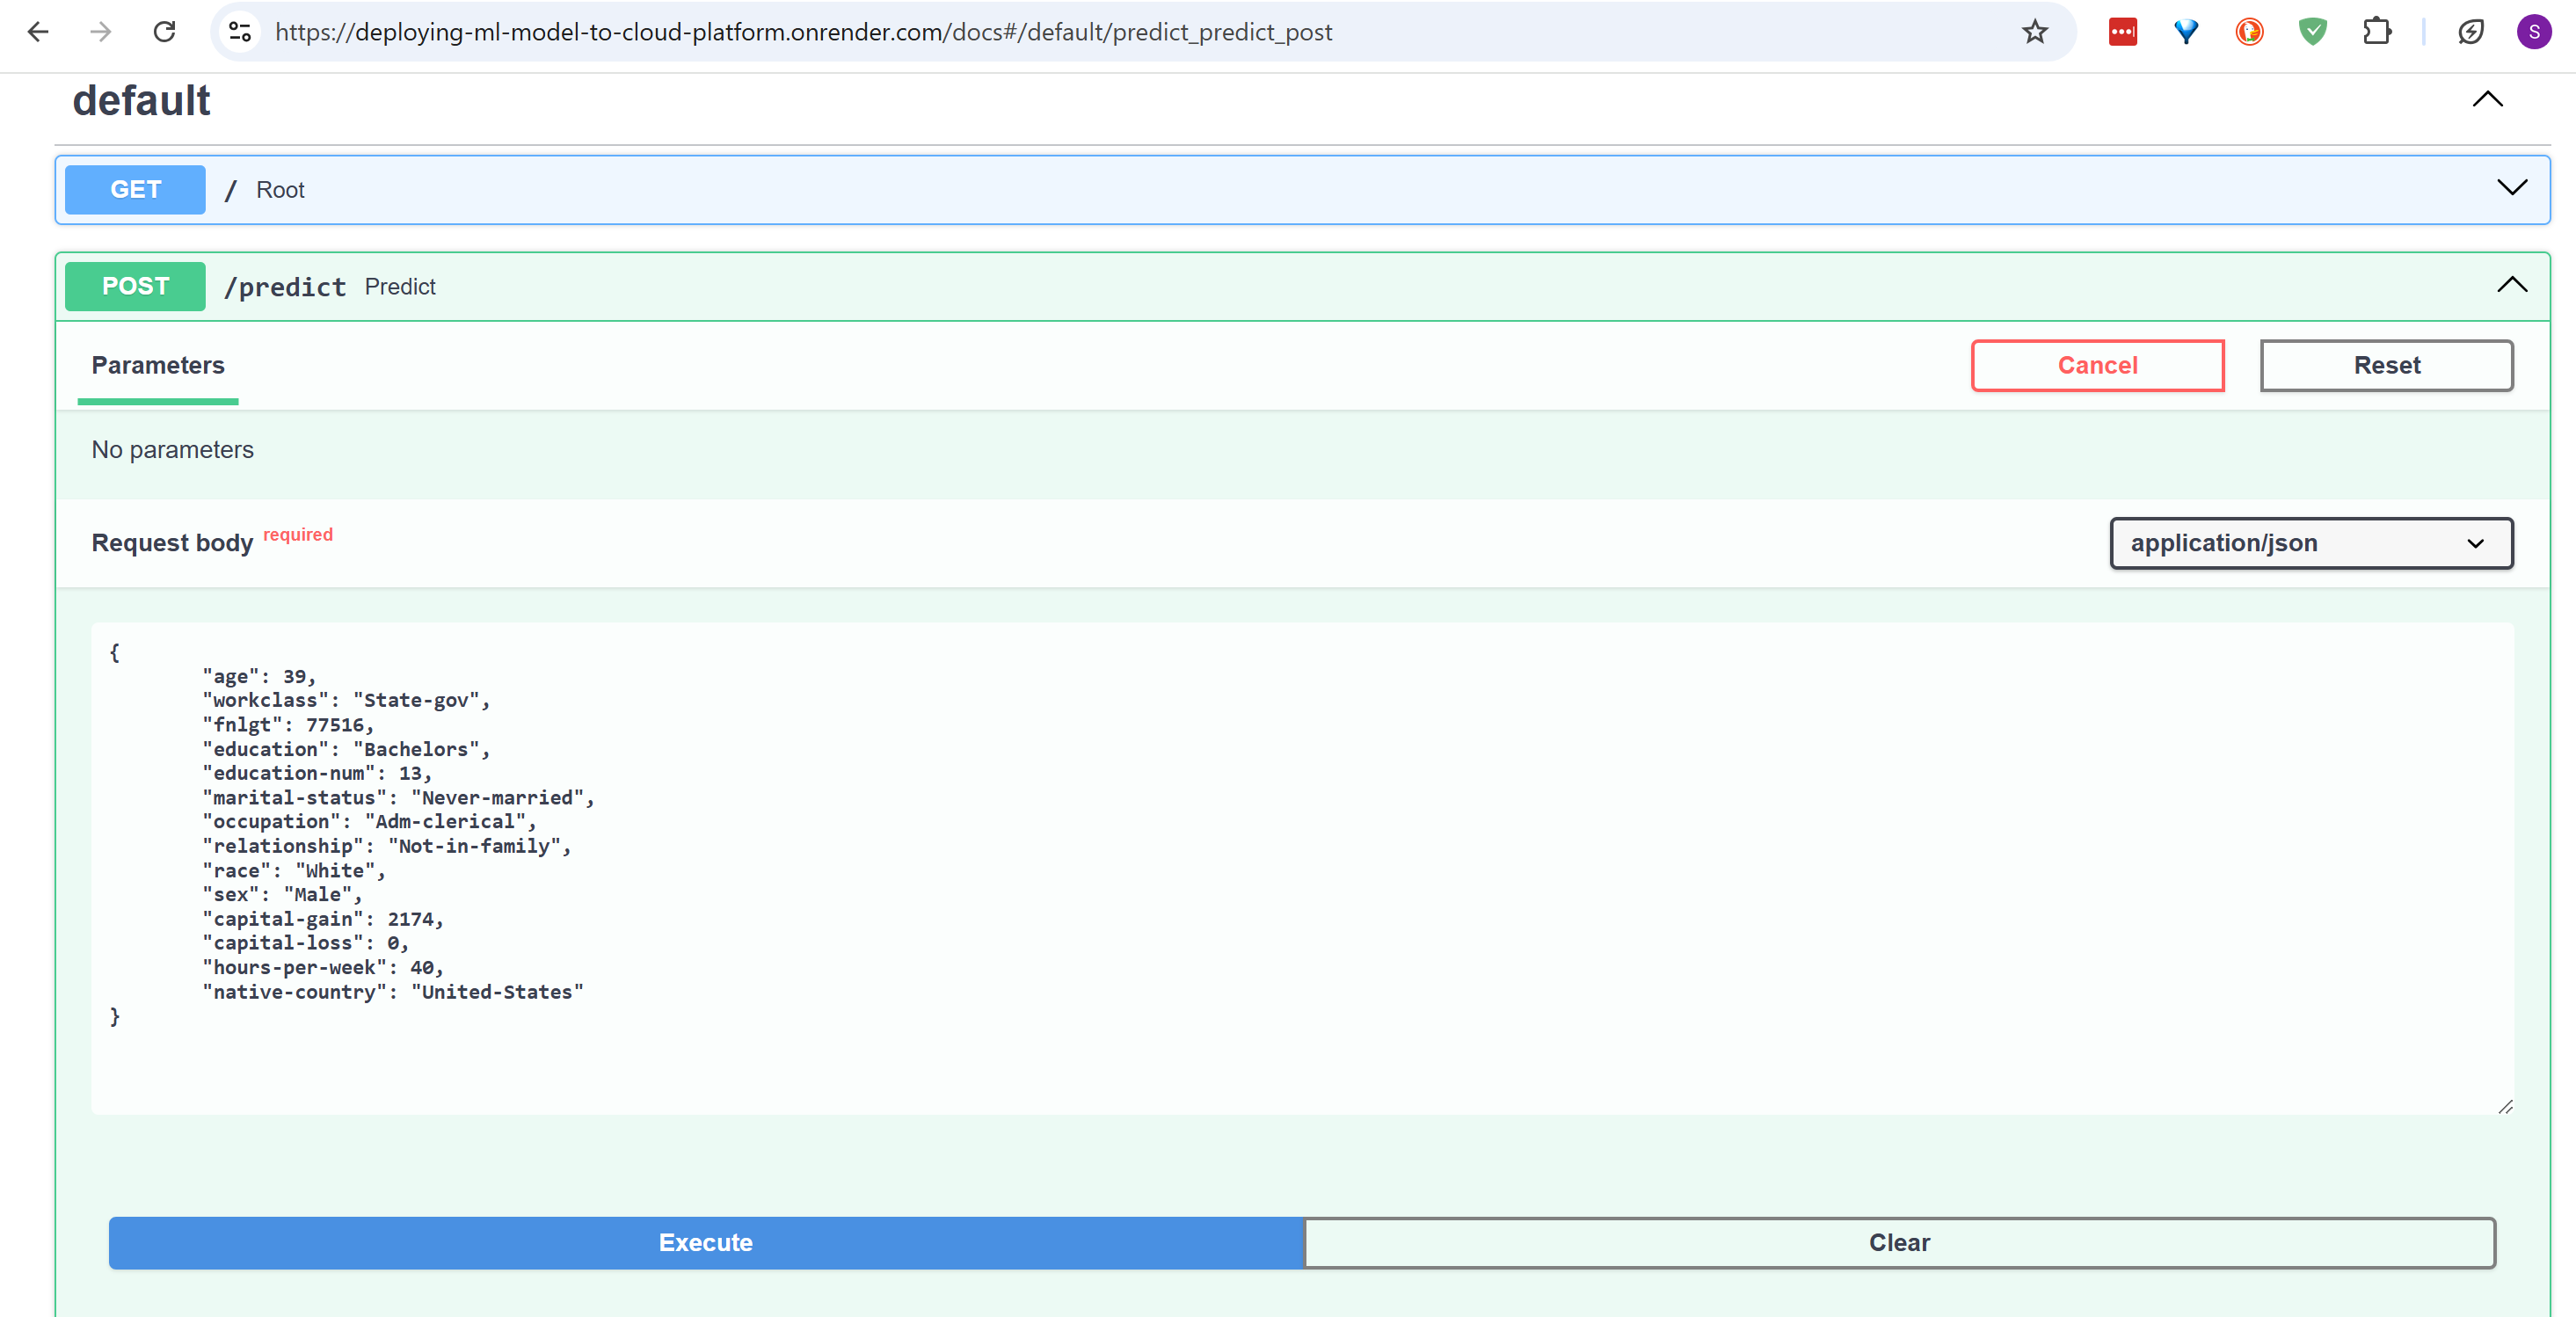 https://deploying-ml-model-to-cloud-platform.onrender.com/docs#/default/predict_predict_post
S
default
GET / Root
POST /predict Predict
Parameters
Cancel
Reset
No parameters
Request body required
application/json
{
"age": 39,
"workclass": "State-gov",
"fnlgt": 77516,
"education": "Bachelors",
"education-num": 13,
"marital-status": "Never-married",
"occupation": "Adm-clerical",
"relationship": "Not-in-family",
"race": "White",
"sex": "Male",
"capital-gain": 2174,
"capital-loss": 0,
"hours-per-week": 40,
"native-country": "United-States"
}
Execute
Clear